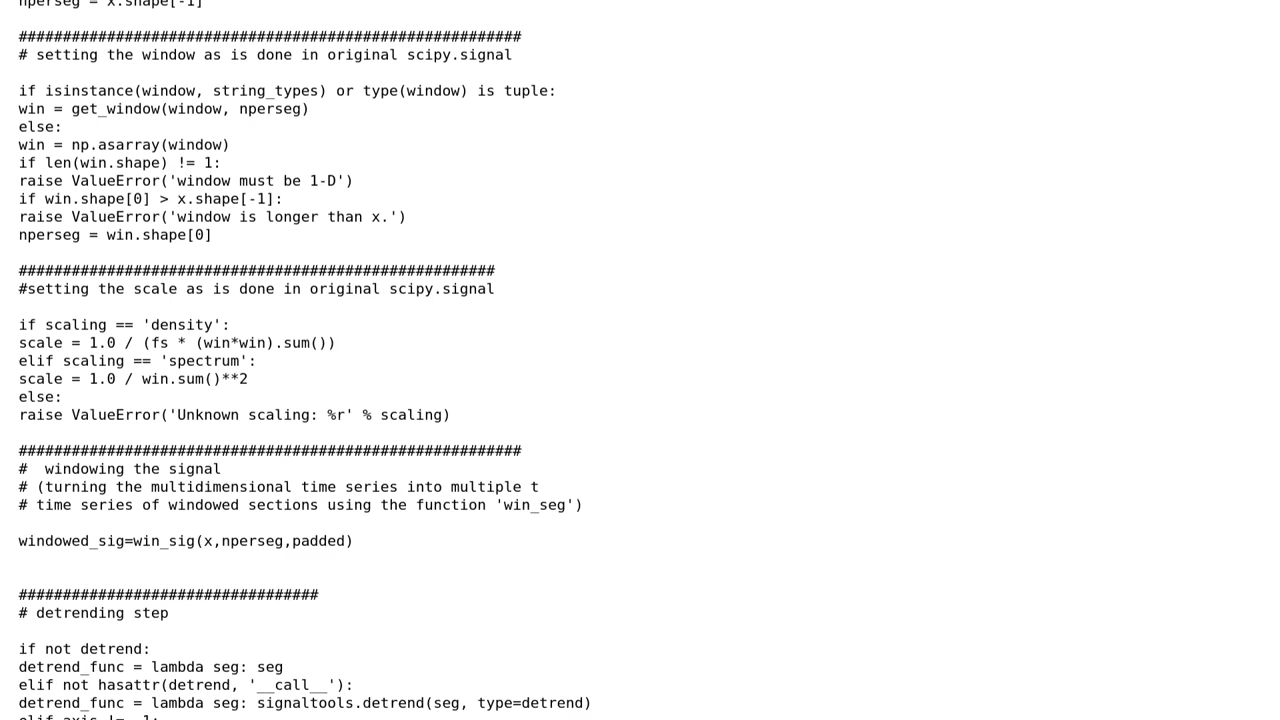 nperseg = x.shape[-1]
#########################################################
# setting the window as is done in original scipy.signal
if isinstance(window, string_types) or type(window) is tuple:
win = get_window(window, nperseg)
else:
win = np.asarray(window)
if len(win.shape) != 1:
raise ValueError('window must be 1-D')
if win.shape[0] > x.shape[-1]:
raise ValueError('window is longer than x.')
nperseg = win.shape[0]
######################################################
#setting the scale as is done in original scipy.signal
if scaling == 'density':
scale = 1.0 / (fs * (win*win).sum())
elif scaling == 'spectrum':
scale = 1.0 / win.sum()**2
else:
raise ValueError('Unknown scaling: %r' % scaling)
#########################################################
#  windowing the signal
# (turning the multidimensional time series into multiple t
# time series of windowed sections using the function 'win_seg')
windowed_sig=win_sig(x,nperseg,padded)
##################################
# detrending step
if not detrend:
detrend_func = lambda seg: seg
elif not hasattr(detrend, '__call__'):
detrend_func = lambda seg: signaltools.detrend(seg, type=detrend)
elif axis != -1: